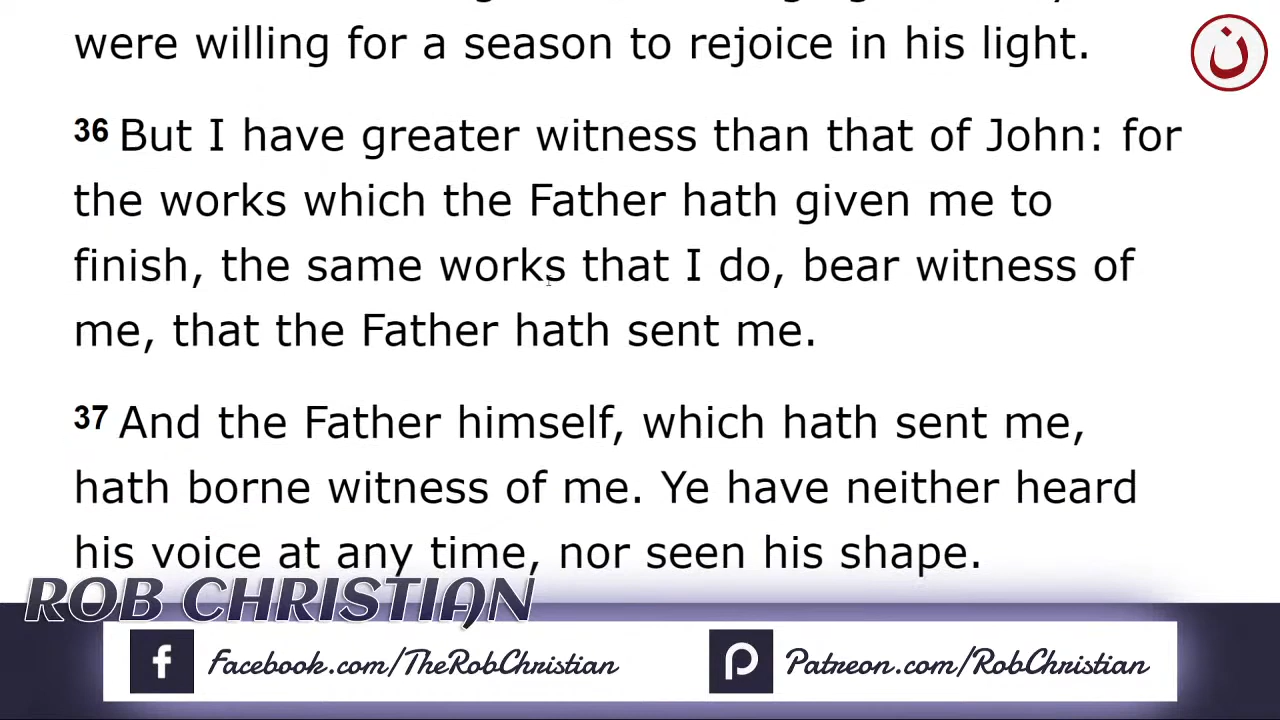 were willing for a season to rejoice in his light.
ن
36 But I have greater witness than that of John: for
the works which the Father hath given me to
finish, the same works that I do, bear witness of
me, that the Father hath sent me.
37 And the Father himself, which hath sent me,
hath borne witness of me. Ye have neither heard
his voice at any time, nor seen his shape.
ROB CHRISTIAN
Facebook.com/TheRobChristian
Patreon.com/RobChristian